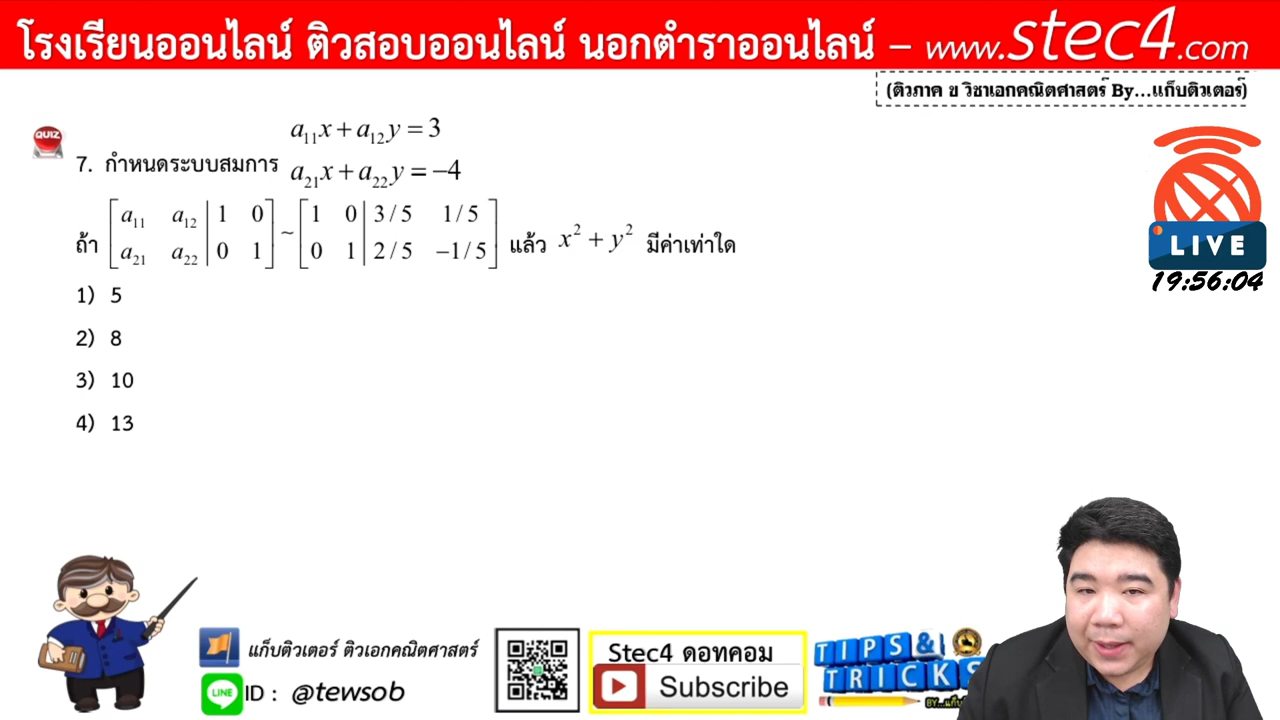 โรงเรียนออนไลน์ ติวสอบออนไลน์ นอกตำราออนไลน์ – www.stec4.com
(ติวภาค ข วิชาเอกคณิตศาสตร์ By...แก็บติวเตอร์)
QUIZ
a₁₁x + a₁₂y = 3
7. กำหนดระบบสมการ
a₂₁x + a₂₂y = −4
ถ้า [a₁₁ a₁₂ | 1 0; a₂₁ a₂₂ | 0 1] ~ [1 0 | 3/5 1/5; 0 1 | 2/5 −1/5] แล้ว x² + y² มีค่าเท่าใด
1) 5
2) 8
3) 10
4) 13
LIVE
19:56:04
แก็บติวเตอร์ ติวเอกคณิตศาสตร์
LINE ID : @tewsob
Stec4 ดอทคอม
Subscribe
TIPS &
TRICKS